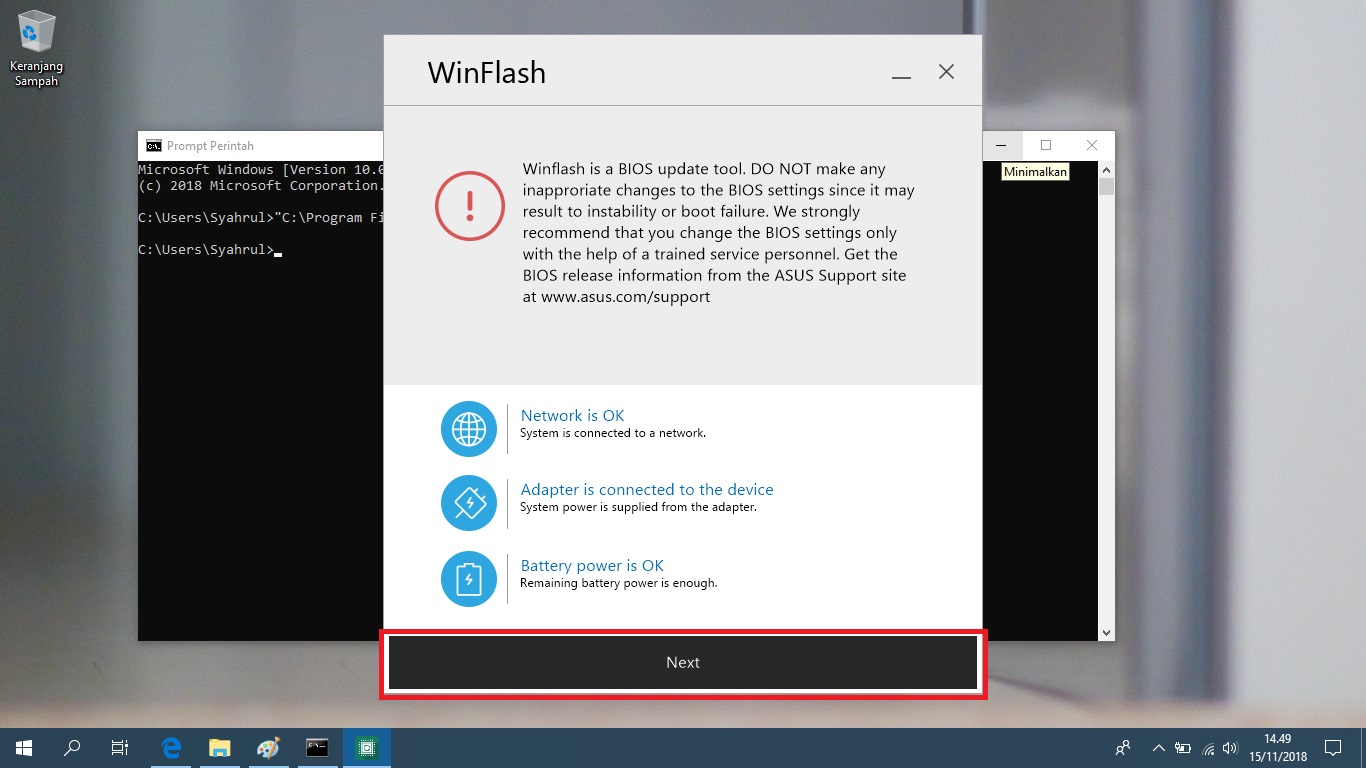 Keranjang
Sampah
WinFlash
Prompt Perintah
Microsoft Windows [Version 10.0
(c) 2018 Microsoft Corporation.
C:\Users\Syahrul>"C:\Program Fi
C:\Users\Syahrul>
Minimalkan
Winflash is a BIOS update tool. DO NOT make any
inapproriate changes to the BIOS settings since it may
result to instability or boot failure. We strongly
recommend that you change the BIOS settings only
with the help of a trained service personnel. Get the
BIOS release information from the ASUS Support site
at www.asus.com/support
Network is OK
System is connected to a network.
Adapter is connected to the device
System power is supplied from the adapter.
Battery power is OK
Remaining battery power is enough.
Next
14.49
15/11/2018